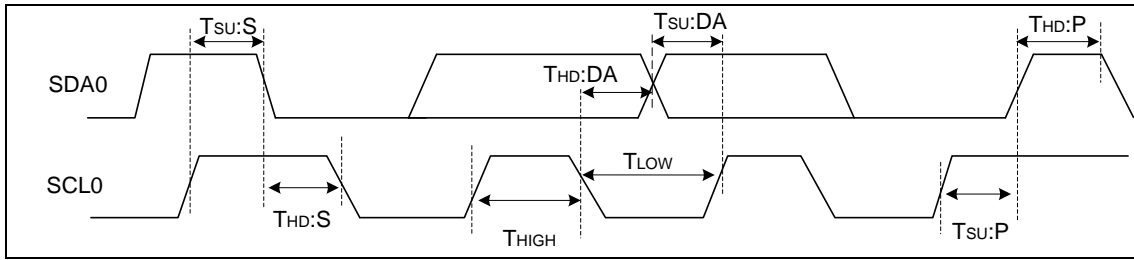 TSU:S
TSU:DA
THD:P
SDA0
THD:DA
SCL0
TLOW
THD:S
THIGH
TSU:P